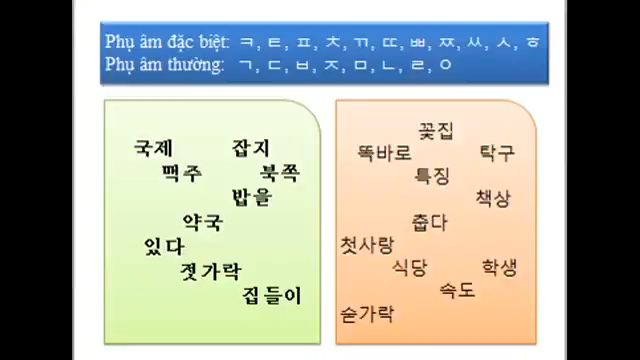 Phụ âm đặc biệt: ㅋ, ㅌ, ㅍ, ㅊ, ㄲ, ㄸ, ㅃ, ㅉ, ㅆ, ㅅ, ㅎ
Phụ âm thường: ㄱ, ㄷ, ㅂ, ㅈ, ㅁ, ㄴ, ㄹ, ㅇ
국제 잡지
맥주 북쪽
밥을
약국
있다
젓가락
집들이
꽃집
똑바로 탁구
특징
책상
춥다
첫사랑
식당 학생
속도
숟가락